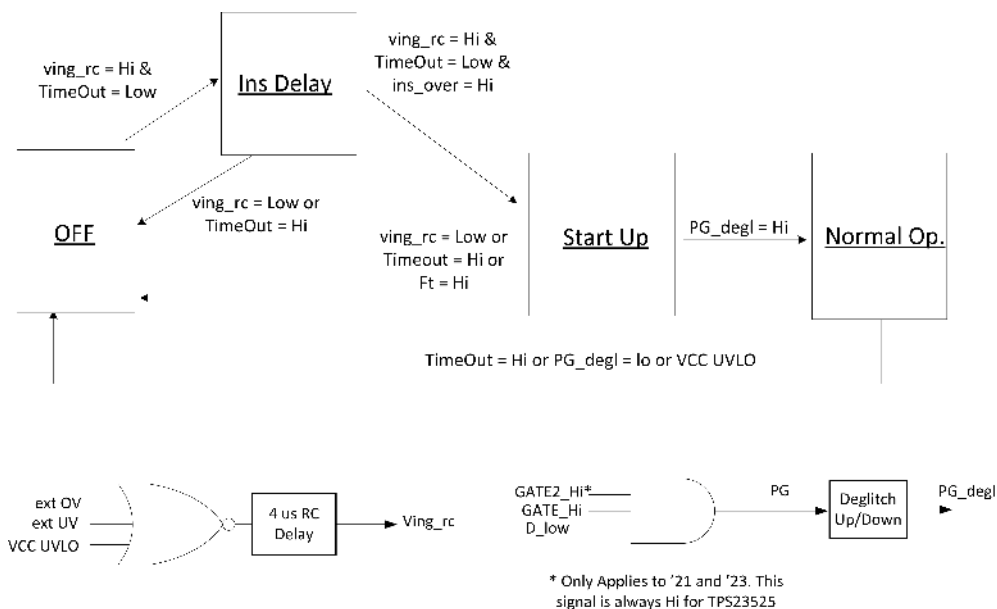 ving_rc = Hi &
TimeOut = Low
Ins Delay
ving_rc = Hi &
TimeOut = Low &
ins_over = Hi
ving_rc = Low or
TimeOut = Hi
OFF
ving_rc = Low or
Timeout = Hi or
Ft = Hi
Start Up
PG_degl = Hi
Normal Op.
TimeOut = Hi or PG_degl = lo or VCC UVLO
ext OV
ext UV
VCC UVLO
4 us RC
Delay
Ving_rc
GATE2_Hi*
GATE_Hi
D_low
PG
Deglitch
Up/Down
PG_degl
* Only Applies to '21 and '23. This
signal is always Hi for TPS23525